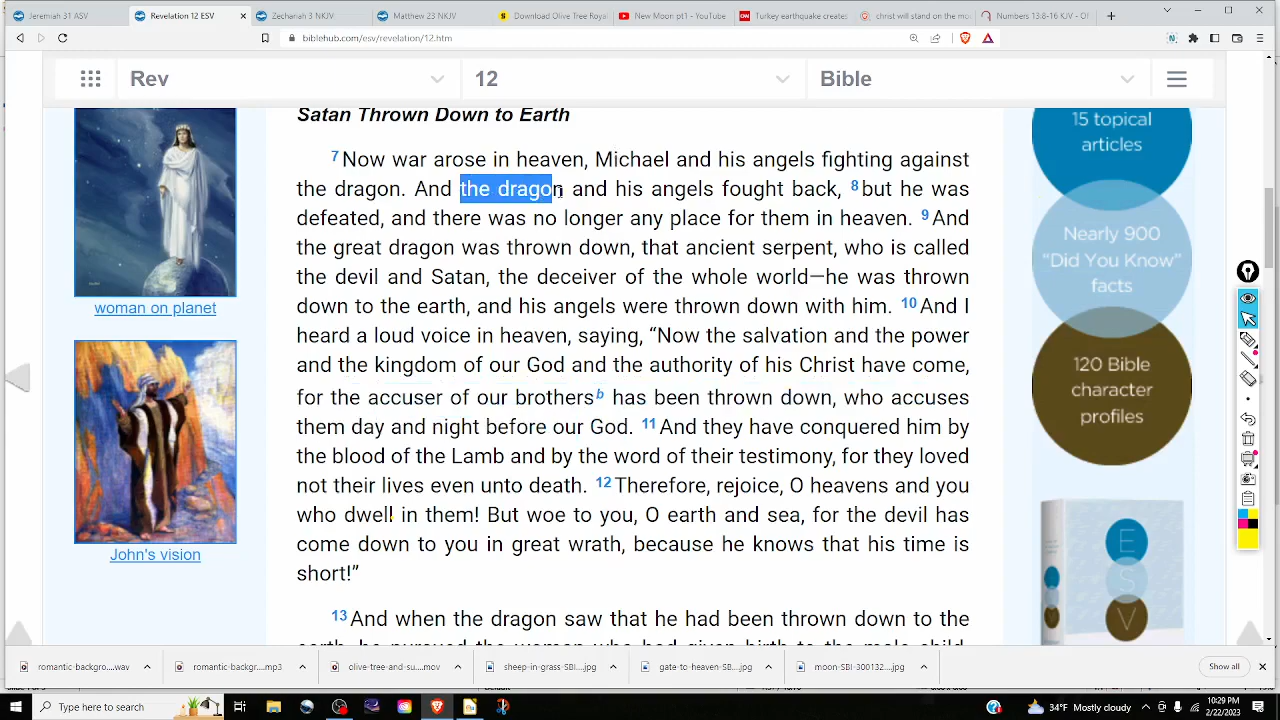 Jeremiah 31 ESV
Revelation 12 ESV
Zechariah 3 NKJV
Matthew 23 NKJV
Download Olive Tree Royal
New Moon pt1 - YouTube
Turkey earthquake create
christ will stand on the mo
Numbers 13:8-16 KJV - Of
biblehub.com/esv/revelation/12.htm
Rev
12
Bible
Satan Thrown Down to Earth
7 Now war arose in heaven, Michael and his angels fighting against
the dragon. And the dragon and his angels fought back, 8 but he was
defeated, and there was no longer any place for them in heaven. 9 And
the great dragon was thrown down, that ancient serpent, who is called
the devil and Satan, the deceiver of the whole world—he was thrown
down to the earth, and his angels were thrown down with him. 10 And I
heard a loud voice in heaven, saying, “Now the salvation and the power
and the kingdom of our God and the authority of his Christ have come,
for the accuser of our brothers b has been thrown down, who accuses
them day and night before our God. 11 And they have conquered him by
the blood of the Lamb and by the word of their testimony, for they loved
not their lives even unto death. 12 Therefore, rejoice, O heavens and you
who dwell in them! But woe to you, O earth and sea, for the devil has
come down to you in great wrath, because he knows that his time is
short!”
13 And when the dragon saw that he had been thrown down to the
woman on planet
John's vision
15 topical
articles
Nearly 900
“Did You Know”
facts
120 Bible
character
profiles
E
S
V
romantic-backgro....wav
romantic-backgr....mp3
olive-tree-and-su....mov
sheep-in-grass-SBI....jpg
gate-to-heaven-SB....jpg
moon-SBI-300132....jpg
Show all
Type here to search
34°F Mostly cloudy
10:29 PM
2/22/2023